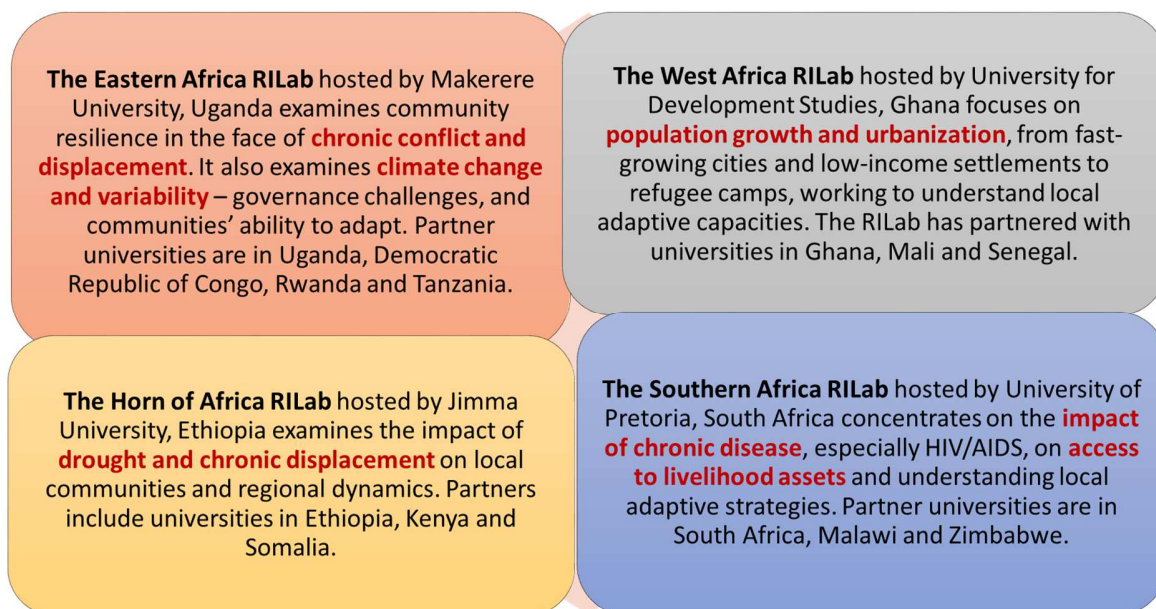 The Eastern Africa RILab hosted by Makerere
University, Uganda examines community
resilience in the face of chronic conflict and
displacement. It also examines climate change
and variability – governance challenges, and
communities’ ability to adapt. Partner
universities are in Uganda, Democratic
Republic of Congo, Rwanda and Tanzania.
The West Africa RILab hosted by University for
Development Studies, Ghana focuses on
population growth and urbanization, from fast-
growing cities and low-income settlements to
refugee camps, working to understand local
adaptive capacities. The RILab has partnered with
universities in Ghana, Mali and Senegal.
The Horn of Africa RILab hosted by Jimma
University, Ethiopia examines the impact of
drought and chronic displacement on local
communities and regional dynamics. Partners
include universities in Ethiopia, Kenya and
Somalia.
The Southern Africa RILab hosted by University of
Pretoria, South Africa concentrates on the impact
of chronic disease, especially HIV/AIDS, on access
to livelihood assets and understanding local
adaptive strategies. Partner universities are in
South Africa, Malawi and Zimbabwe.